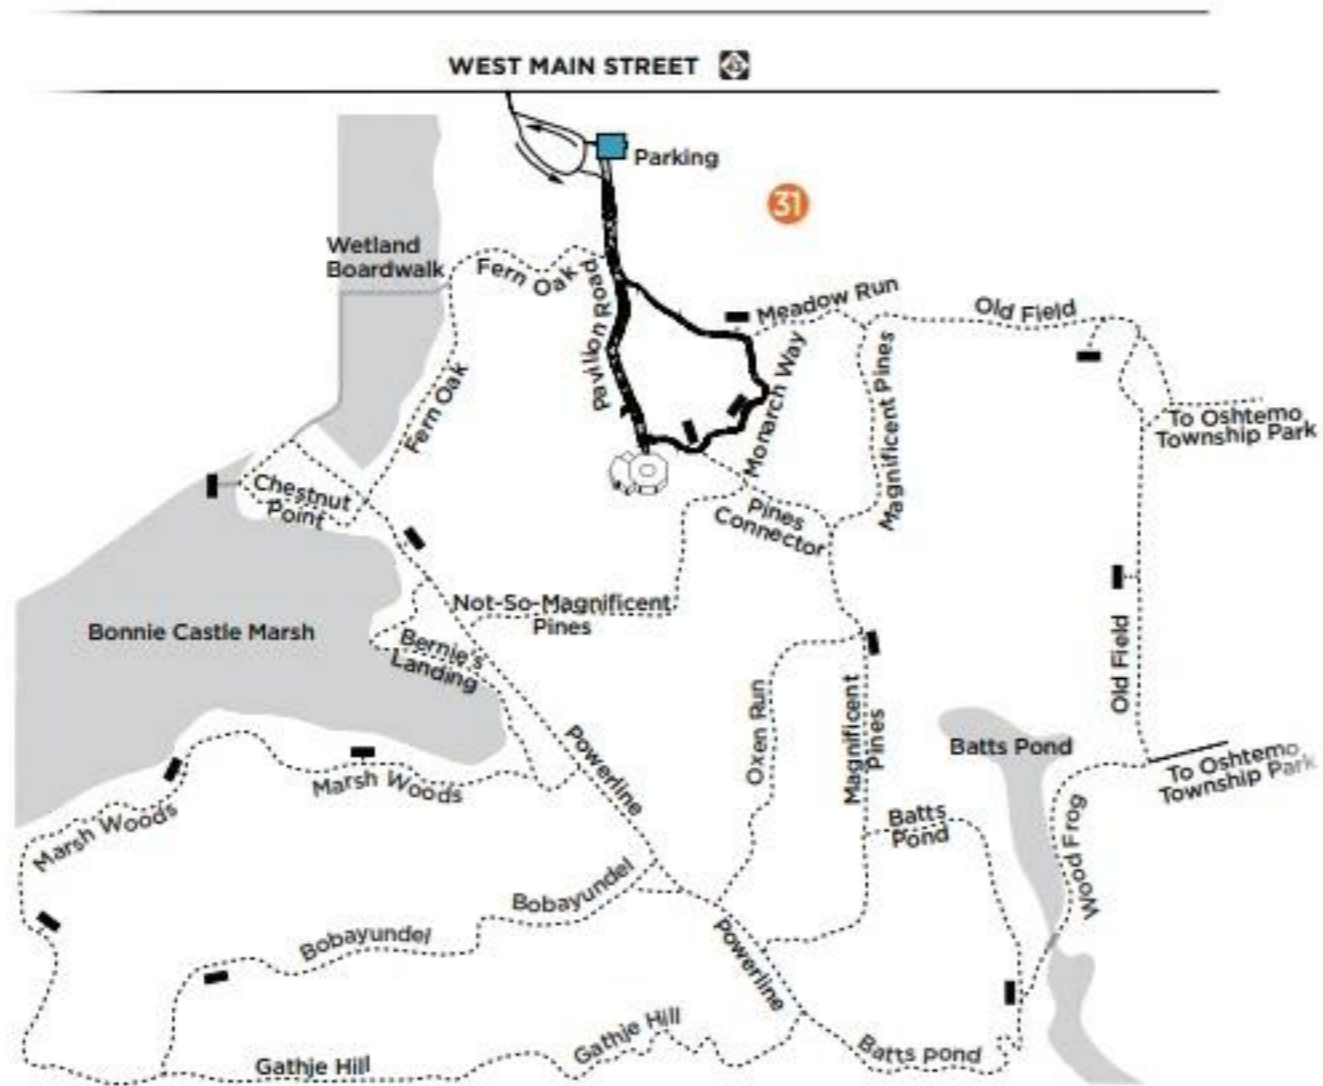 WEST MAIN STREET 43
Parking
31
Wetland
Boardwalk
Fern Oak
Pavilion Road
Meadow Run
Old Field
Monarch Way
Magnificent Pines
Fern Oak
To Oshtemo
Township Park
Chestnut
Point
Pines
Connector
Not-So-Magnificent
Pines
Bonnie Castle Marsh
Bernie's
Landing
Old Field
Oxen Run
Magnificent
Pines
Powerline
Batts Pond
To Oshtemo
Township Park
Marsh Woods
Marsh Woods
Batts
Pond
Wood Frog
Bobayundel
Bobayundel
Powerline
Gathje Hill
Gathje Hill
Batts pond